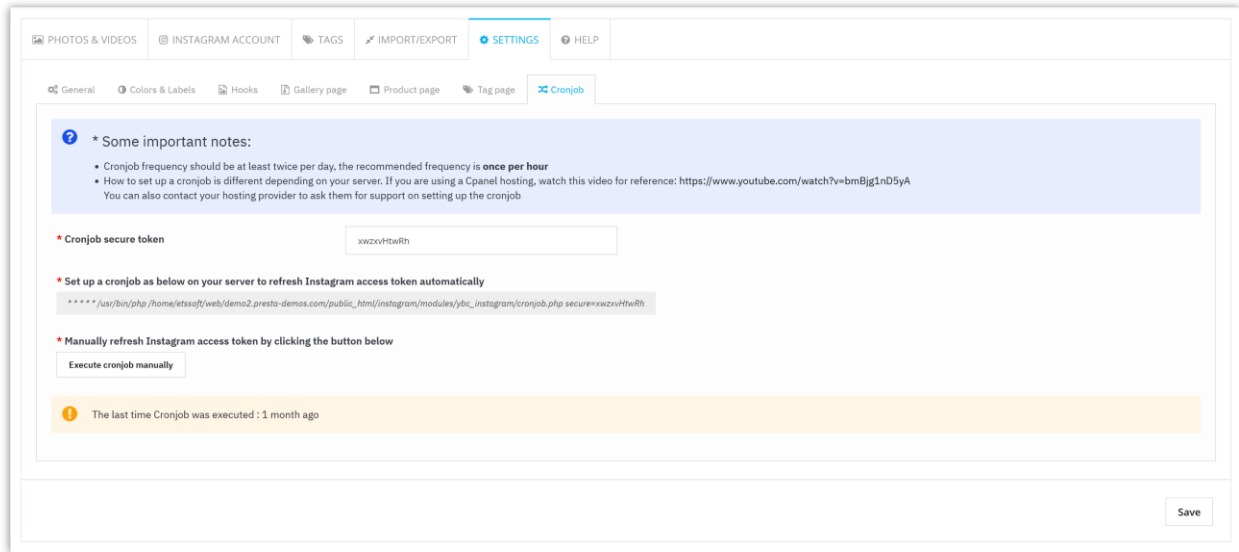 PHOTOS & VIDEOS INSTAGRAM ACCOUNT TAGS IMPORT/EXPORT SETTINGS HELP
General Colors & Labels Hooks Gallery page Product page Tag page Cronjob
* Some important notes:
• Cronjob frequency should be at least twice per day, the recommended frequency is once per hour
• How to set up a cronjob is different depending on your server. If you are using a Cpanel hosting, watch this video for reference: https://www.youtube.com/watch?v=bmBjg1nD5yA
You can also contact your hosting provider to ask them for support on setting up the cronjob
* Cronjob secure token xwzxvHtwRh
* Set up a cronjob as below on your server to refresh Instagram access token automatically
* * * * * /usr/bin/php /home/etssoft/web/demo2.presta-demos.com/public_html/instagram/modules/ybc_instagram/cronjob.php secure=xwzxvHtwRh
* Manually refresh Instagram access token by clicking the button below
Execute cronjob manually
The last time Cronjob was executed : 1 month ago
Save